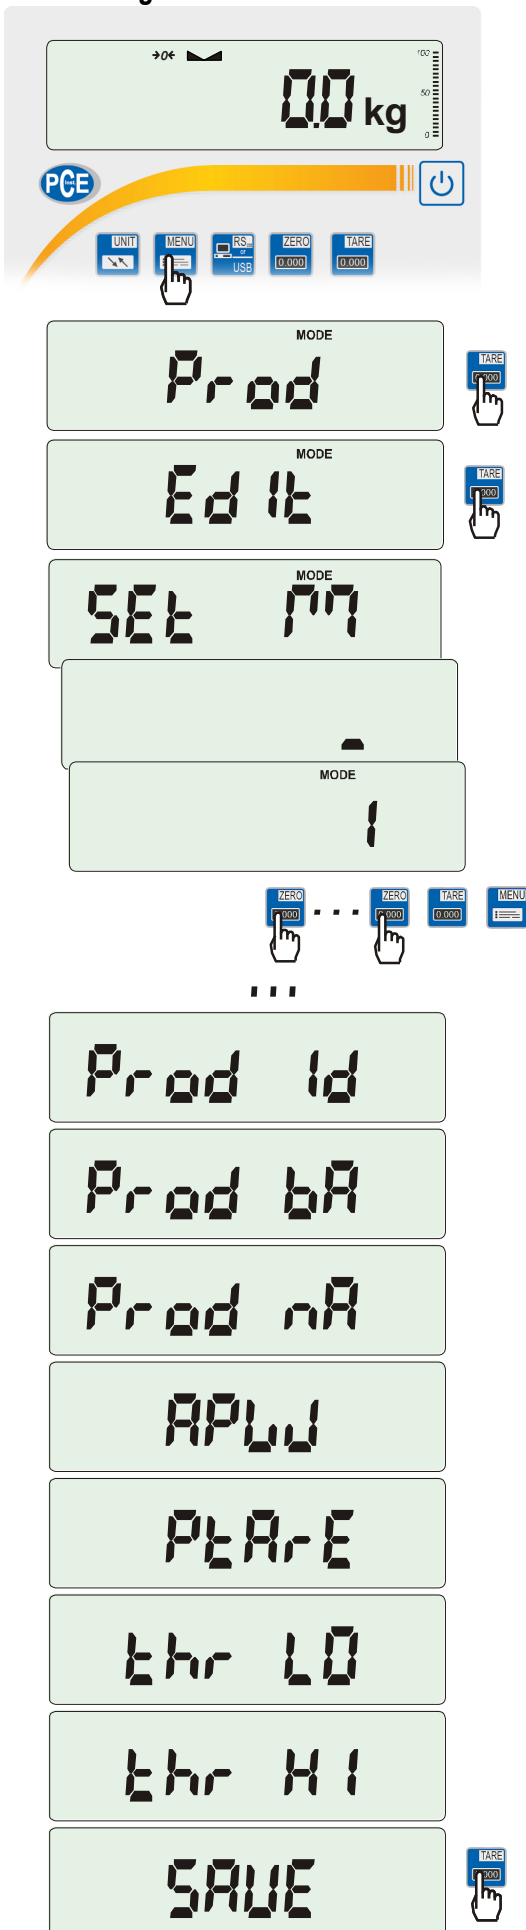 →0← 100
0.0 kg 50
0
PCE
UNIT MENU RS or USB ZERO 0.000 TARE 0.000
MODE
Prod
TARE
0.000
MODE
Edit
TARE
0.000
MODE
SEt M
-
MODE
1
ZERO 0.000 ... ZERO 0.000 TARE 0.000 MENU
...
Prod Id
Prod bA
Prod nA
APW
PtArE
thr LO
thr HI
SAVE
TARE
0.000